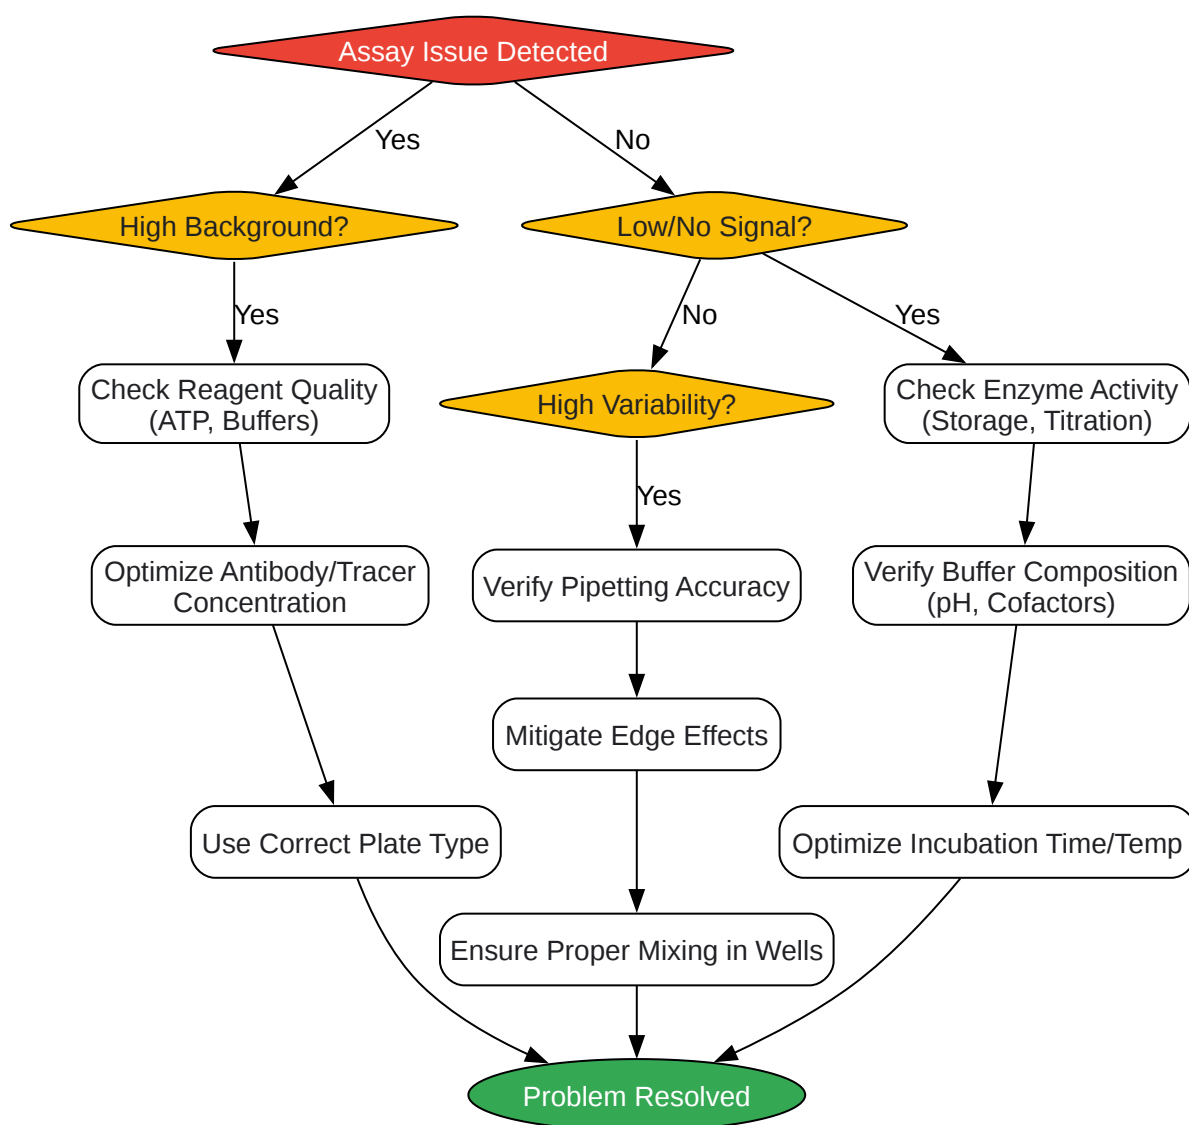 Assay Issue Detected
Yes
No
High Background?
Low/No Signal?
Yes
No
Yes
Check Reagent Quality
(ATP, Buffers)
High Variability?
Check Enzyme Activity
(Storage, Titration)
Yes
Optimize Antibody/Tracer
Concentration
Verify Pipetting Accuracy
Verify Buffer Composition
(pH, Cofactors)
Mitigate Edge Effects
Use Correct Plate Type
Optimize Incubation Time/Temp
Ensure Proper Mixing in Wells
Problem Resolved